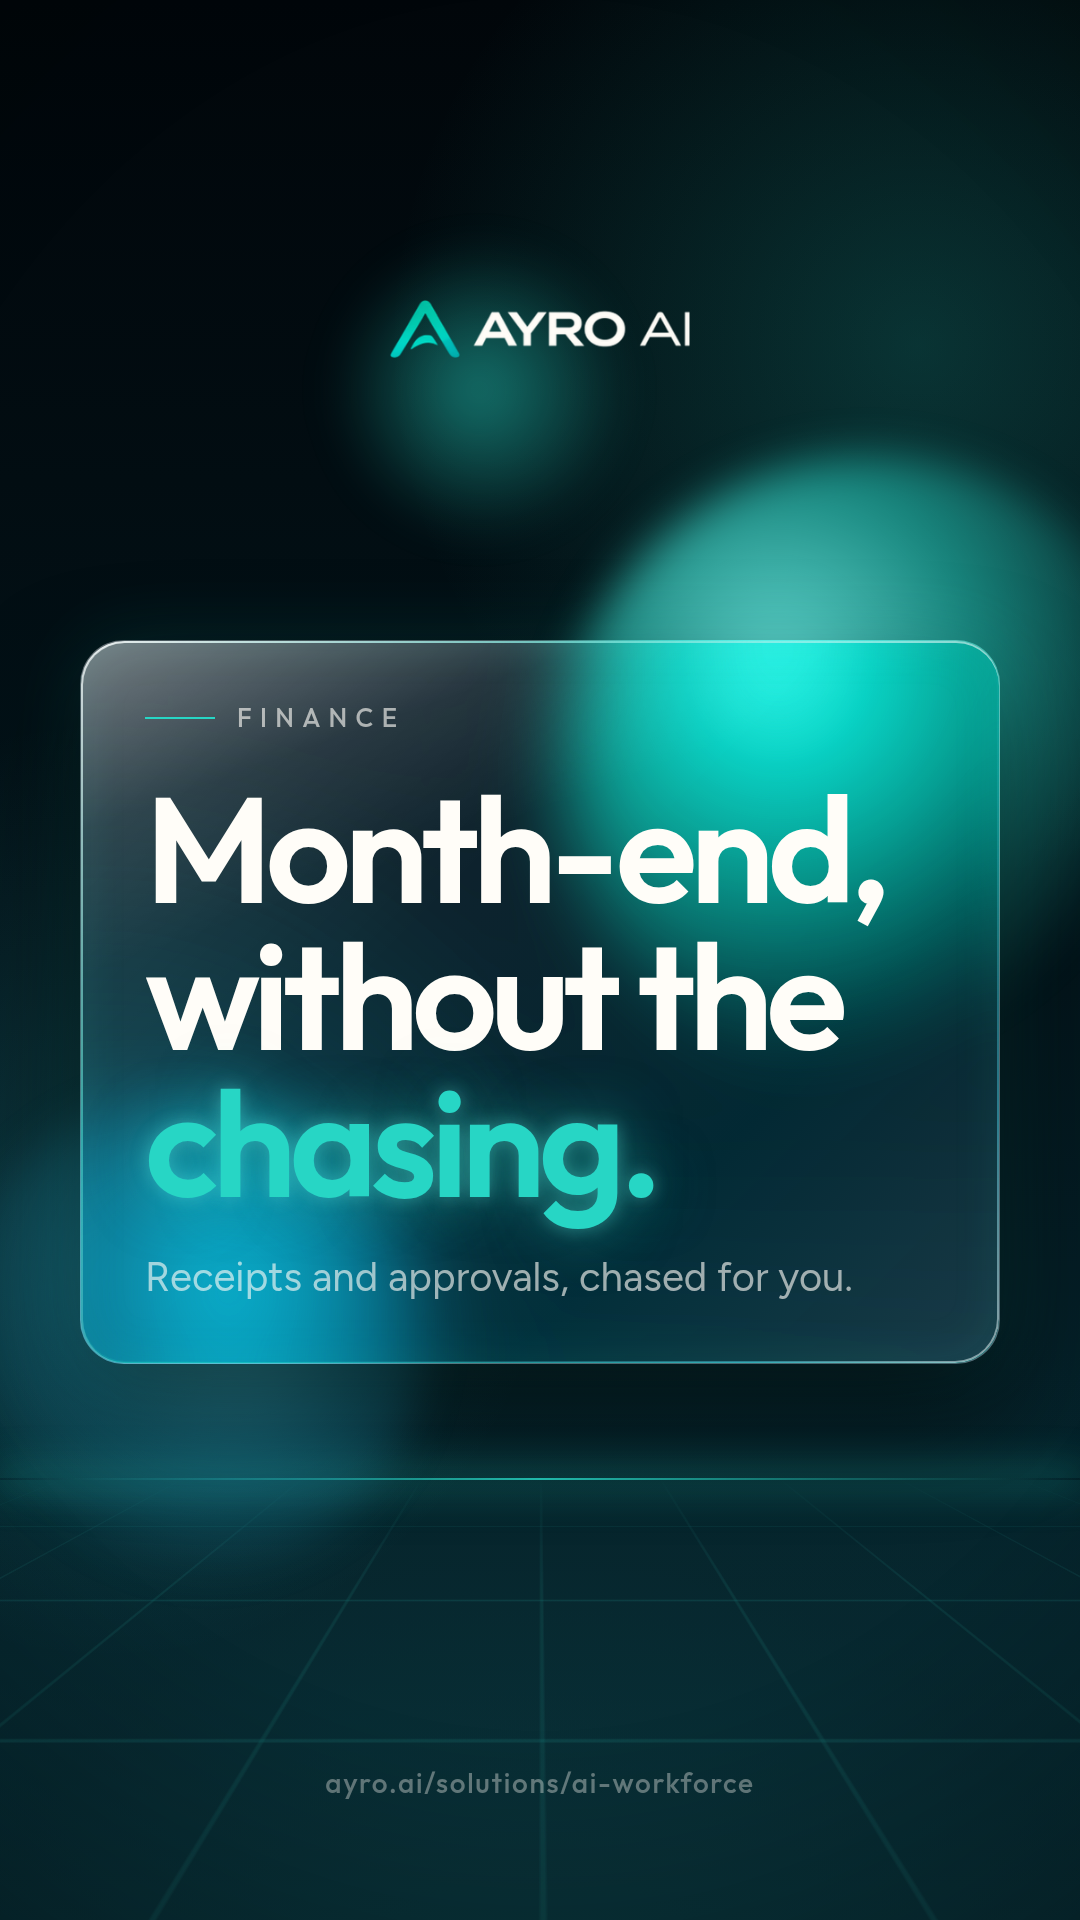 AYRO AI
FINANCE
Month-end,
without the
chasing.
Receipts and approvals, chased for you.
ayro.ai/solutions/ai-workforce